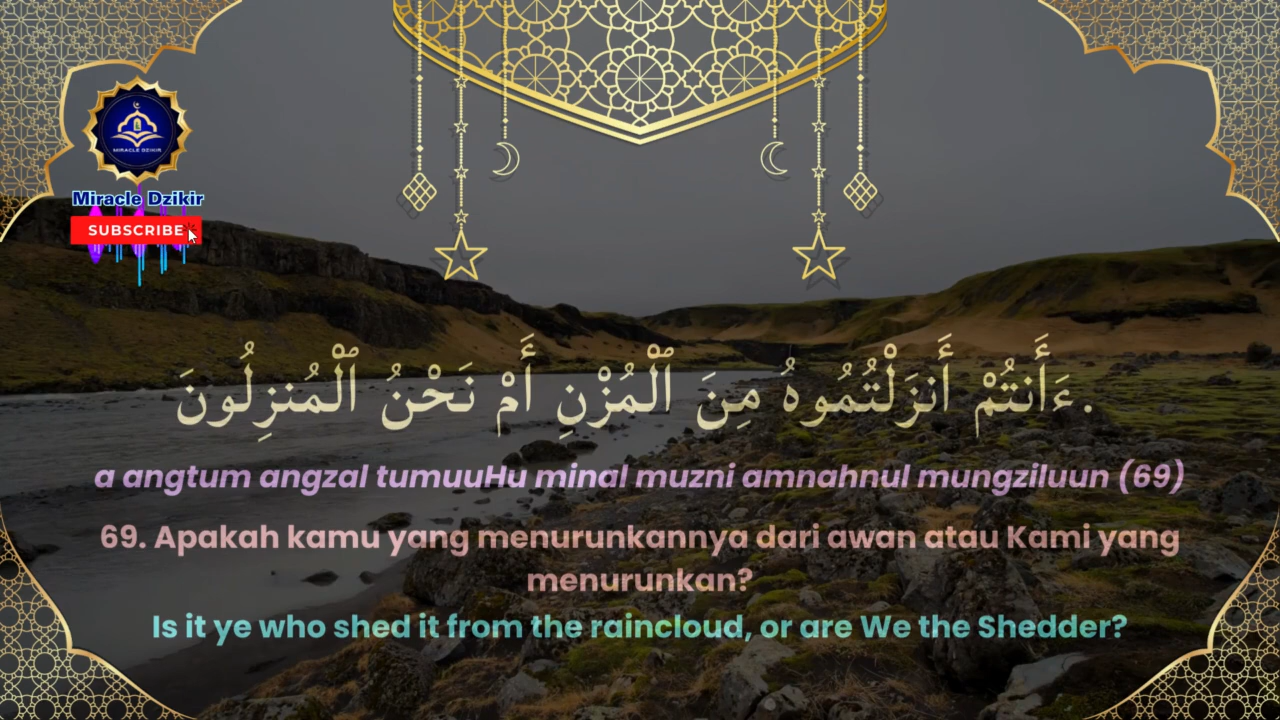 MIRACLE DZIKIR
Miracle Dzikir
SUBSCRIBE
ءَأَنتُمْ أَنزَلْتُمُوهُ مِنَ ٱلْمُزْنِ أَمْ نَحْنُ ٱلْمُنزِلُونَ.
a angtum angzal tumuuHu minal muzni amnahnul mungziluun (69)
69. Apakah kamu yang menurunkannya dari awan atau Kami yang
menurunkan?
Is it ye who shed it from the raincloud, or are We the Shedder?